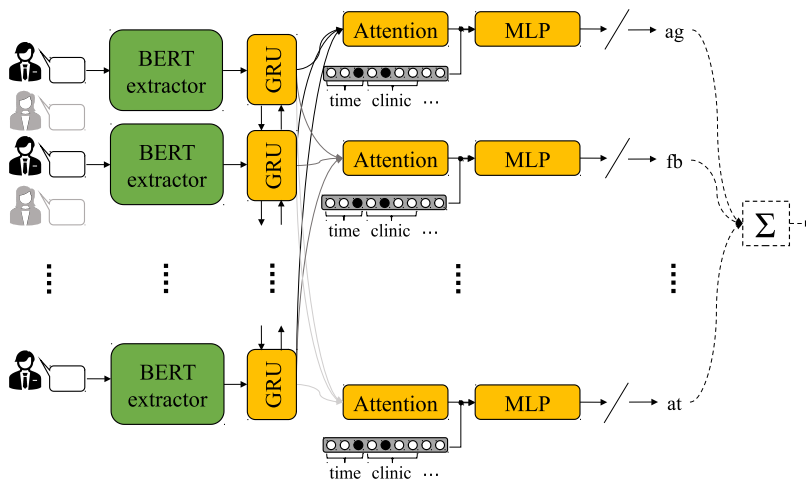 BERT
extractor
GRU
Attention
MLP
ag
time clinic ...
BERT
extractor
GRU
Attention
MLP
fb
time clinic ...
Σ
BERT
extractor
GRU
Attention
MLP
at
time clinic ...